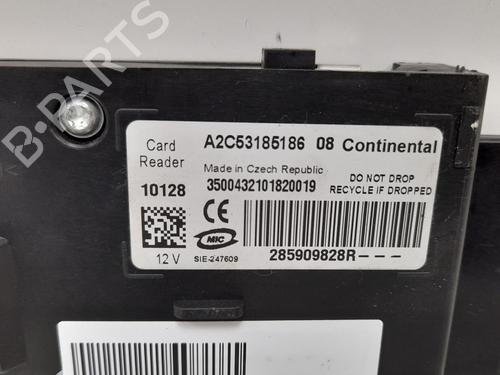 B-PARTS
Card Reader
A2C53185186 08 Continental
Made in Czech Republic
DO NOT DROP
RECYCLE IF DROPPED
10128
3500432101820019
CE
MIC
12 V
SIE-247609
285909828R---